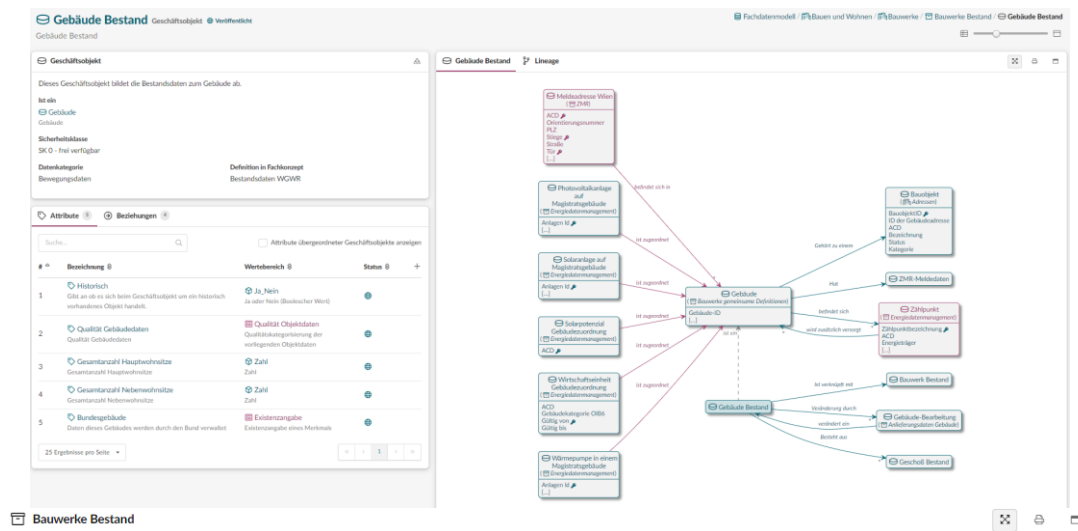 Gebäude Bestand Geschäftsobjekt Veröffentlicht
Fachdatenmodell / Bauen und Wohnen / Bauwerke / Bauwerke Bestand / Gebäude Bestand
Gebäude Bestand
Geschäftsobjekt
Dieses Geschäftsobjekt bildet die Bestandsdaten zum Gebäude ab.
Ist ein
Gebäude
Gebäude
Sicherheitsklasse
SK 0 - frei verfügbar
Datenkategorie
Definition in Fachkonzept
Bewegungsdaten
Bestandsdaten WGWR
Attribute
Beziehungen
Suche...
Attribute übergeordneter Geschäftsobjekte anzeigen
# Bezeichnung Wertebereich Status +
1 Historisch
Gibt an ob es sich beim Geschäftsobjekt um ein historisch
vorhandenes Objekt handelt.
Ja_Nein
Ja oder Nein (Boolescher Wert)
2 Qualität Gebäudedaten
Qualität Gebäudedaten
Qualität Objektdaten
Qualitätskategorisierung der
vorliegenden Objektdaten
3 Gesamtanzahl Hauptwohnsitze
Gesamtanzahl Hauptwohnsitze
Zahl
Zahl
4 Gesamtanzahl Nebenwohnsitze
Gesamtanzahl Nebenwohnsitze
Zahl
Zahl
5 Bundesgebäude
Daten dieses Gebäudes werden durch den Bund verwaltet
Existenzangabe
Existenzangabe eines Merkmals
25 Ergebnisse pro Seite
« ‹ 1 › »
Gebäude Bestand
Lineage
Meldeadresse Wien
(ZMR)
ACD
Orientierungsnummer
PLZ
Stiege
Straße
Tür
[...]
befindet sich in
Photovoltaikanlage
auf
Magistratsgebäude
(Energiedatenmanagement)
Anlagen Id
[...]
ist zugeordnet
Solaranlage auf
Magistratsgebäude
(Energiedatenmanagement)
Anlagen Id
[...]
ist zugeordnet
Solarpotenzial
Gebäudezuordnung
(Energiedatenmanagement)
ACD
ist zugeordnet
Wirtschaftseinheit
Gebäudezuordnung
(Energiedatenmanagement)
ACD
Gebäudekategorie OIB6
Gültig von
Gültig bis
ist zugeordnet
Wärmepumpe in einem
Magistratsgebäude
(Energiedatenmanagement)
Anlagen Id
[...]
ist zugeordnet
Gebäude
(Bauwerke gemeinsame Definitionen)
Gebäude-ID
[...]
ist ein
Gebäude Bestand
Gehört zu einem
Bauobjekt
(Adressen)
BauobjektID
ID der Gebäudeadresse
ACD
Bezeichnung
Status
Kategorie
Hat
ZMR-Meldedaten
befindet sich
wird zusätzlich versorgt
Zählpunkt
(Energiedatenmanagement)
Zählpunktbezeichnung
ACD
Energieträger
[...]
Ist verknüpft mit
Bauwerk Bestand
Veränderung durch
verändert ein
Gebäude-Bearbeitung
(Anlieferungsdaten Gebäude)
Besteht aus
Geschoß Bestand
Bauwerke Bestand